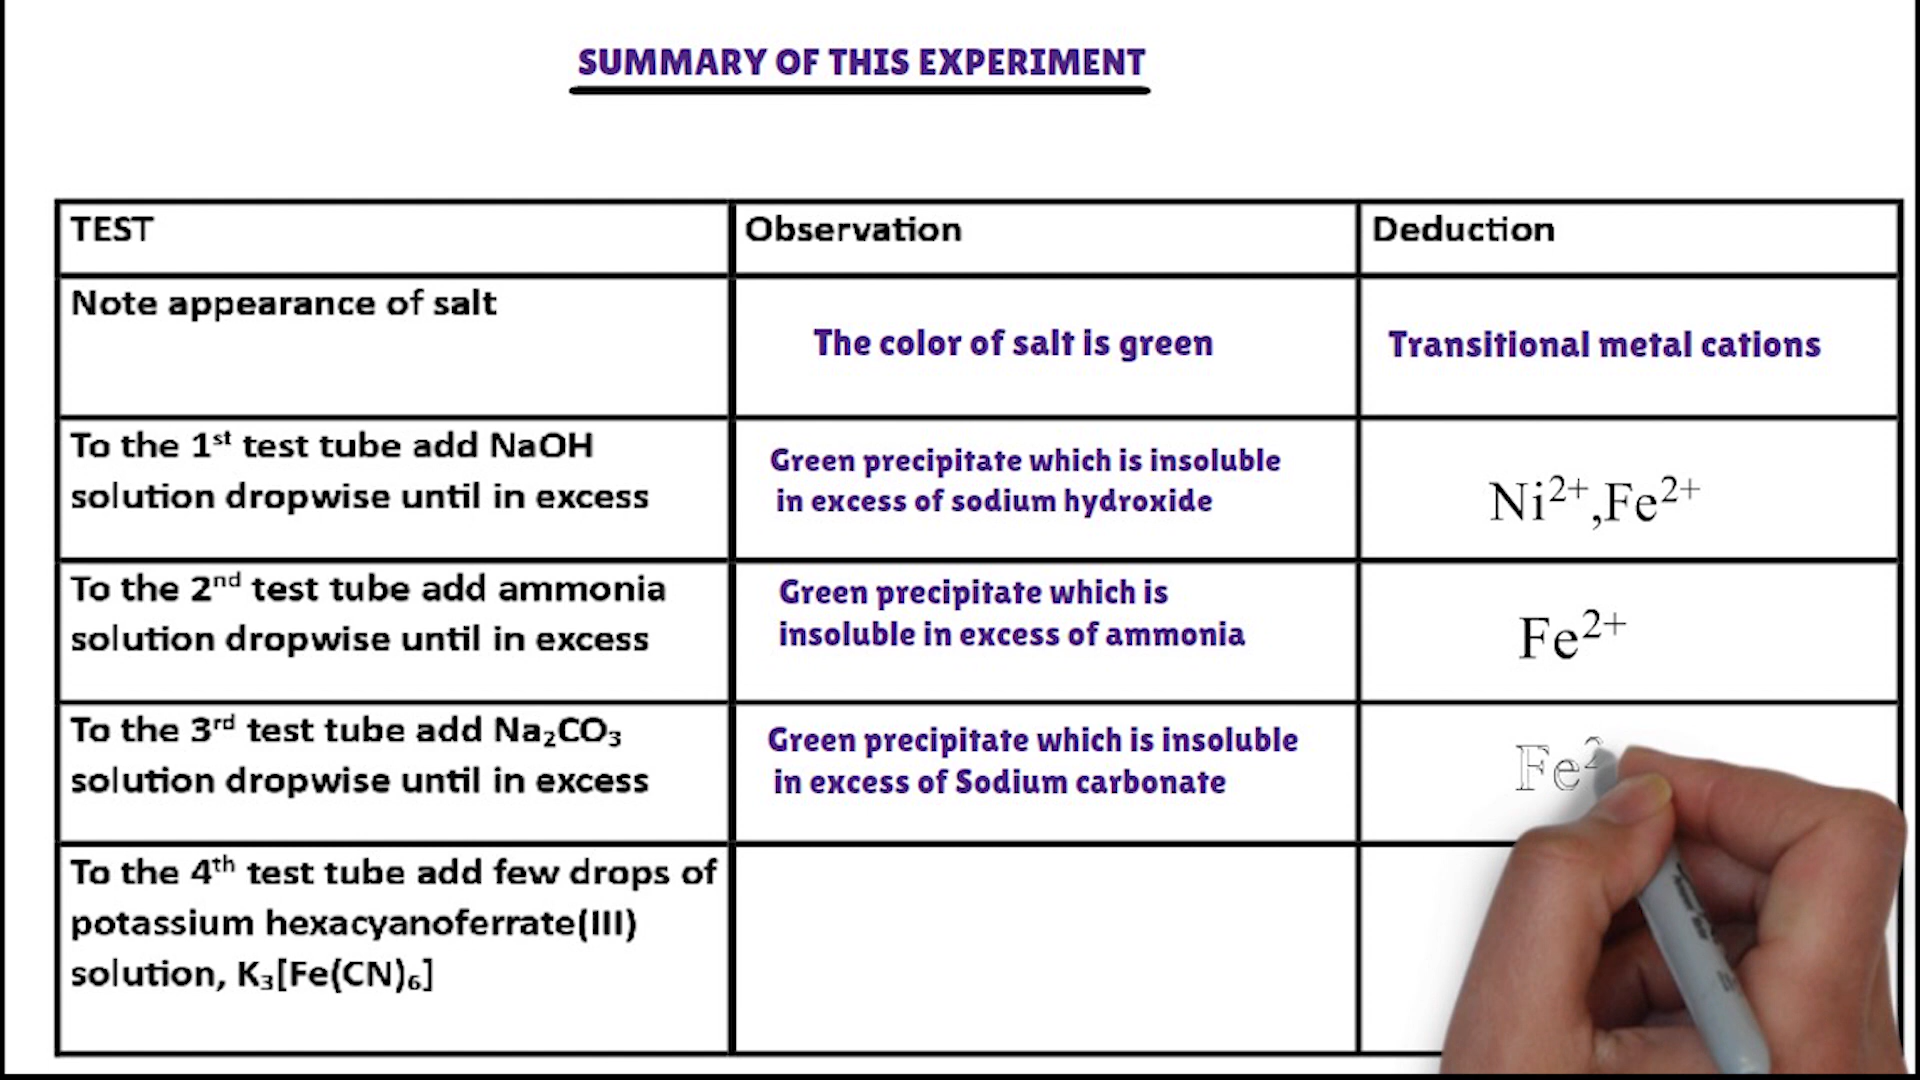 SUMMARY OF THIS EXPERIMENT
TEST
Observation
Deduction
Note appearance of salt
The color of salt is green
Transitional metal cations
To the 1st test tube add NaOH
solution dropwise until in excess
Green precipitate which is insoluble
in excess of sodium hydroxide
Ni²⁺,Fe²⁺
To the 2nd test tube add ammonia
solution dropwise until in excess
Green precipitate which is
insoluble in excess of ammonia
Fe²⁺
To the 3rd test tube add Na₂CO₃
solution dropwise until in excess
Green precipitate which is insoluble
in excess of Sodium carbonate
Fe²
To the 4th test tube add few drops of
potassium hexacyanoferrate(III)
solution, K₃[Fe(CN)₆]